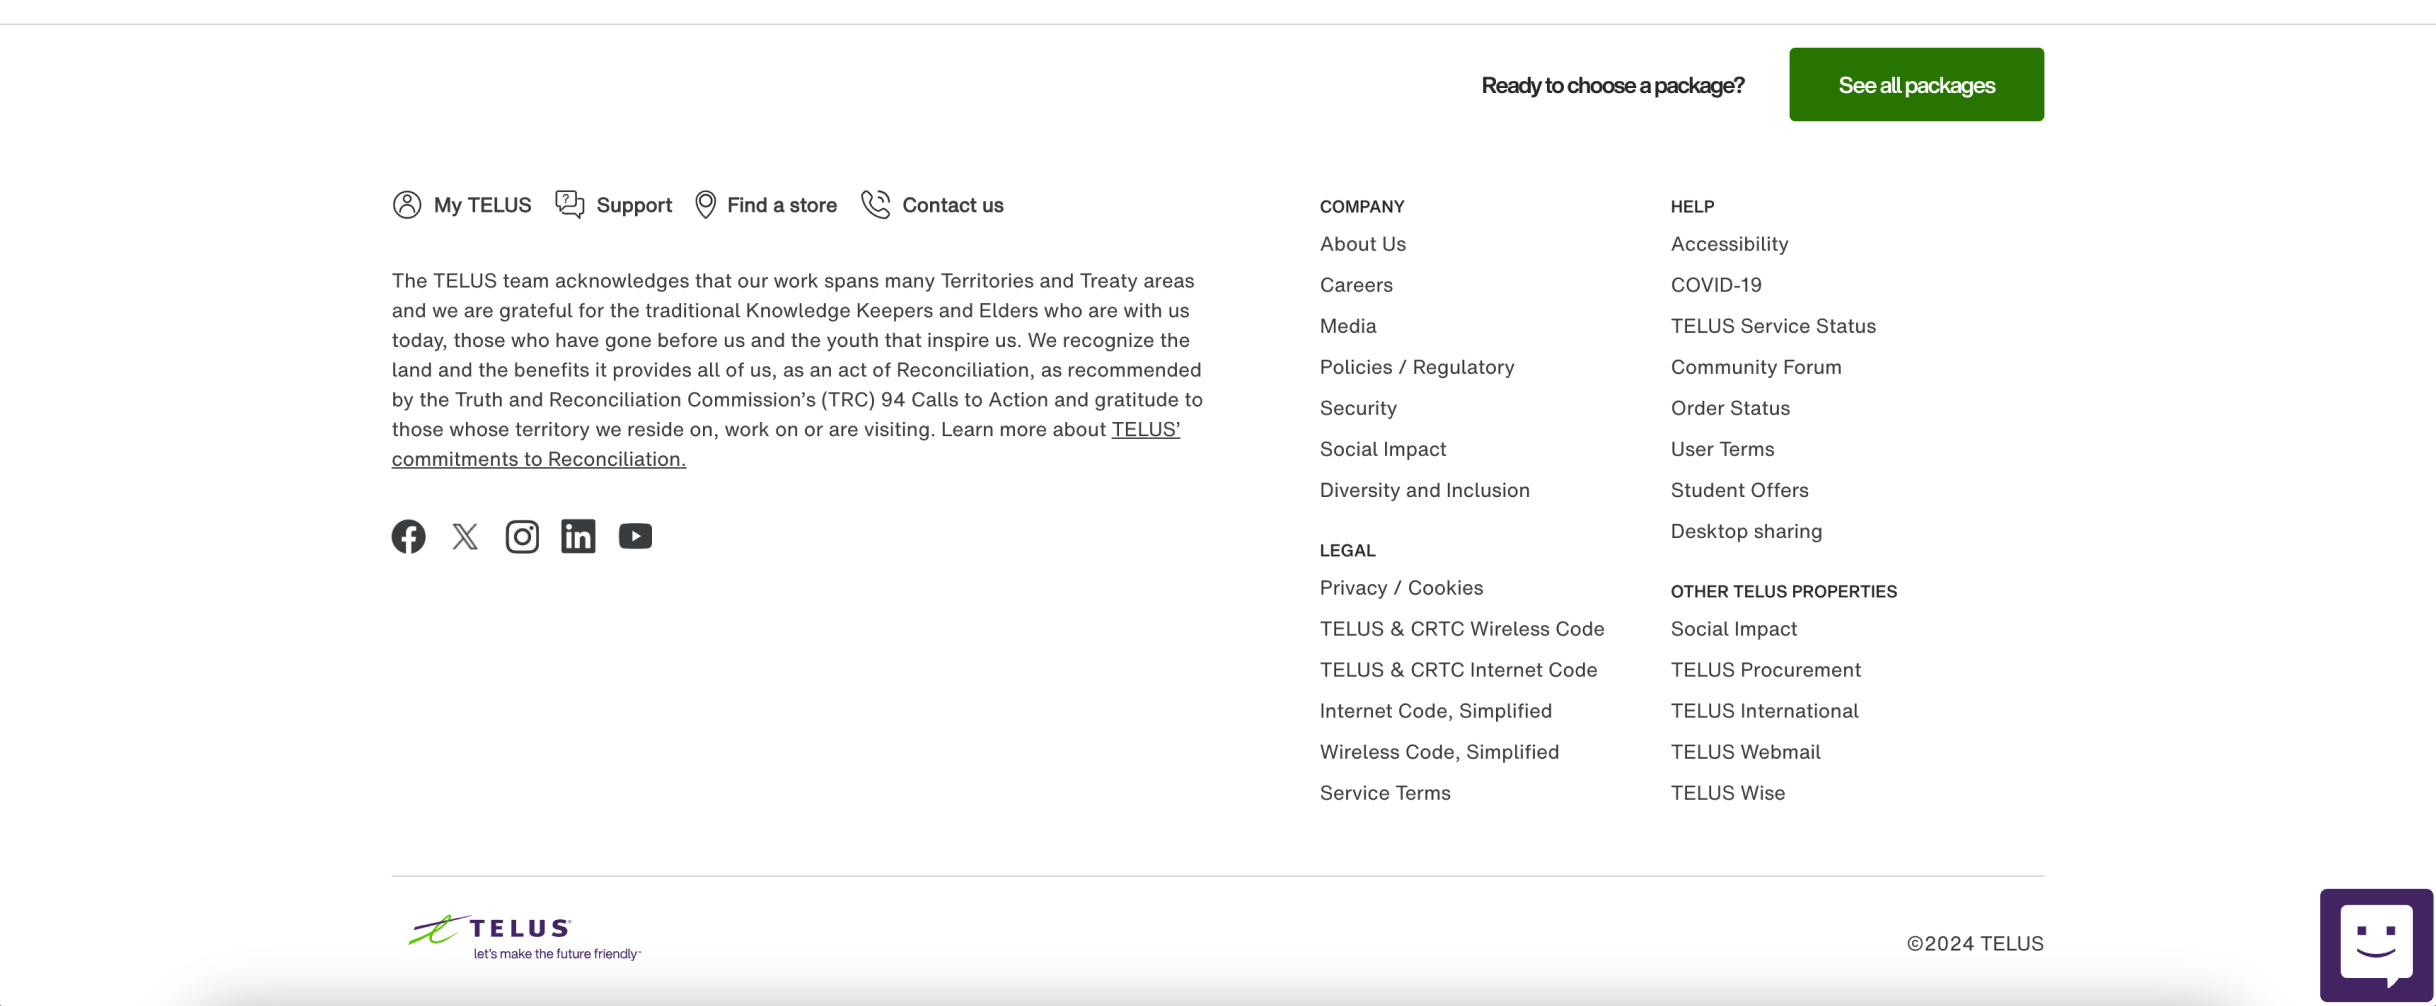 Ready to choose a package?
See all packages
My TELUS
Support
Find a store
Contact us
The TELUS team acknowledges that our work spans many Territories and Treaty areas
and we are grateful for the traditional Knowledge Keepers and Elders who are with us
today, those who have gone before us and the youth that inspire us. We recognize the
land and the benefits it provides all of us, as an act of Reconciliation, as recommended
by the Truth and Reconciliation Commission’s (TRC) 94 Calls to Action and gratitude to
those whose territory we reside on, work on or are visiting. Learn more about TELUS’
commitments to Reconciliation.
COMPANY
About Us
Careers
Media
Policies / Regulatory
Security
Social Impact
Diversity and Inclusion
LEGAL
Privacy / Cookies
TELUS & CRTC Wireless Code
TELUS & CRTC Internet Code
Internet Code, Simplified
Wireless Code, Simplified
Service Terms
HELP
Accessibility
COVID-19
TELUS Service Status
Community Forum
Order Status
User Terms
Student Offers
Desktop sharing
OTHER TELUS PROPERTIES
Social Impact
TELUS Procurement
TELUS International
TELUS Webmail
TELUS Wise
TELUS®
let's make the future friendly™
©2024 TELUS